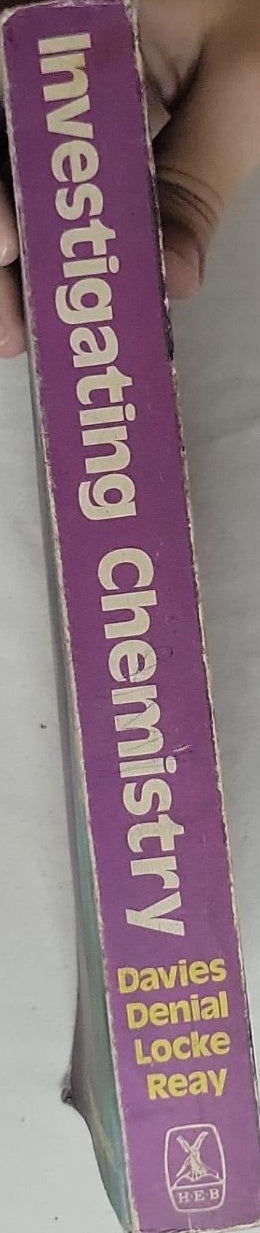 Investigating Chemistry
Davies
Denial
Locke
Reay
H·E·B